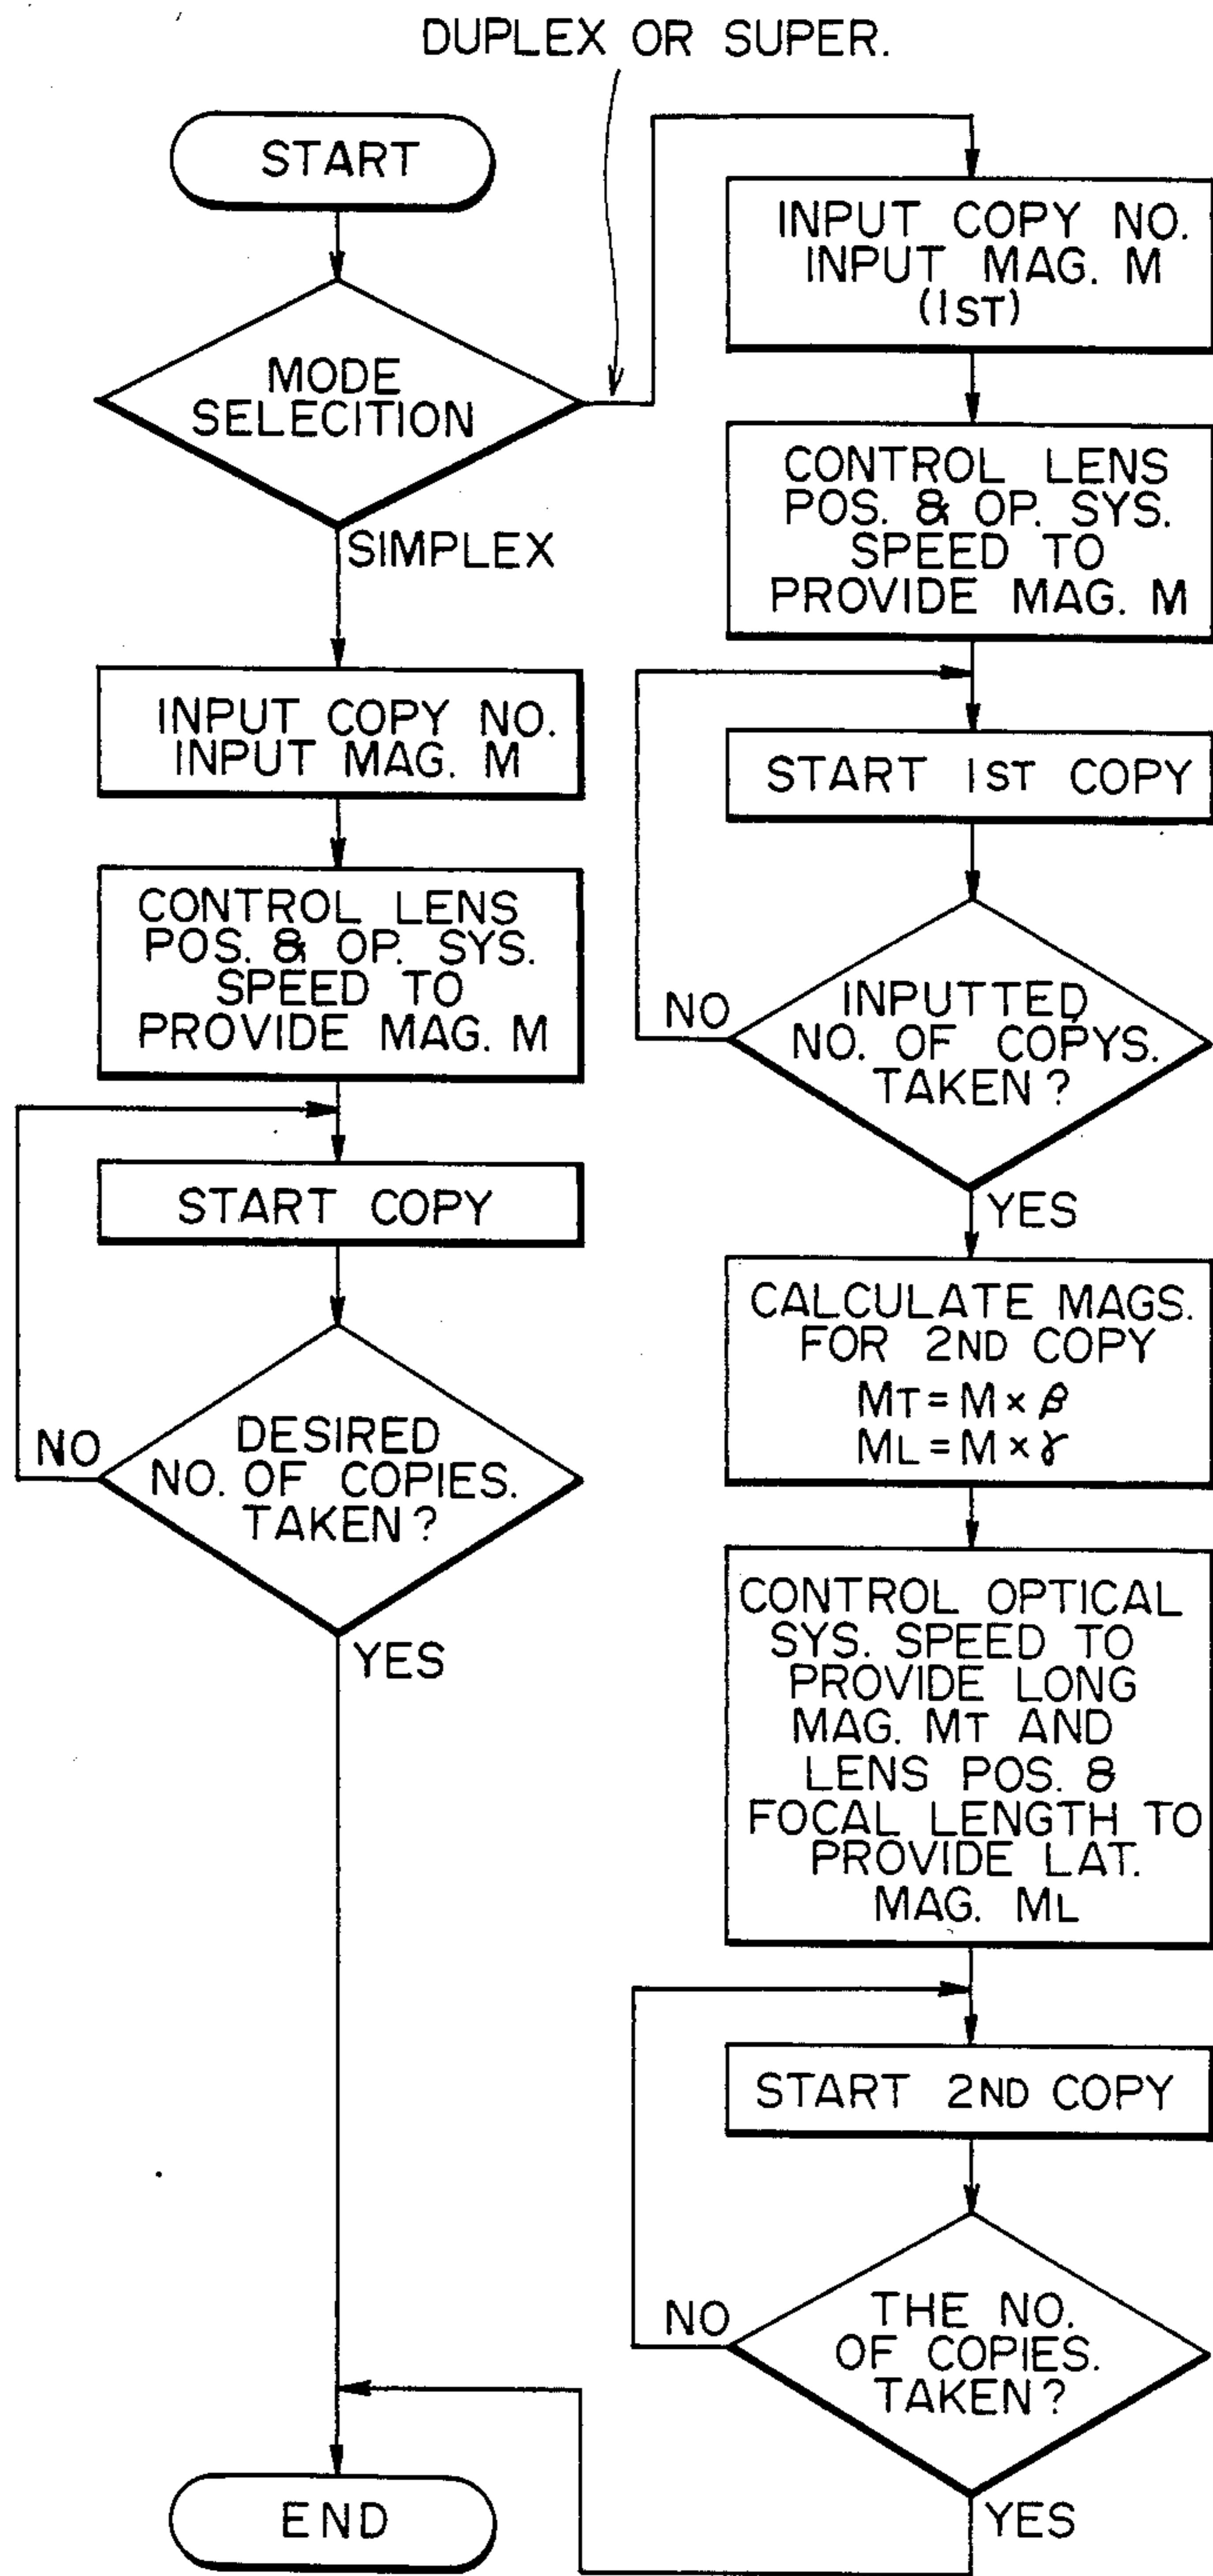 DUPLEX OR SUPER.
START
MODE
SELECITION
SIMPLEX
INPUT COPY NO.
INPUT MAG. M
CONTROL LENS
POS. & OP. SYS.
SPEED TO
PROVIDE MAG. M
START COPY
DESIRED
NO. OF COPIES.
TAKEN?
NO
YES
INPUT COPY NO.
INPUT MAG. M
(1ST)
CONTROL LENS
POS. & OP. SYS.
SPEED TO
PROVIDE MAG. M
START 1ST COPY
INPUTTED
NO. OF COPYS.
TAKEN?
NO
YES
CALCULATE MAGS.
FOR 2ND COPY
MT = M × β
ML = M × γ
CONTROL OPTICAL
SYS. SPEED TO
PROVIDE LONG
MAG. MT AND
LENS POS. &
FOCAL LENGTH TO
PROVIDE LAT.
MAG. ML
START 2ND COPY
THE NO.
OF COPIES.
TAKEN?
NO
YES
END